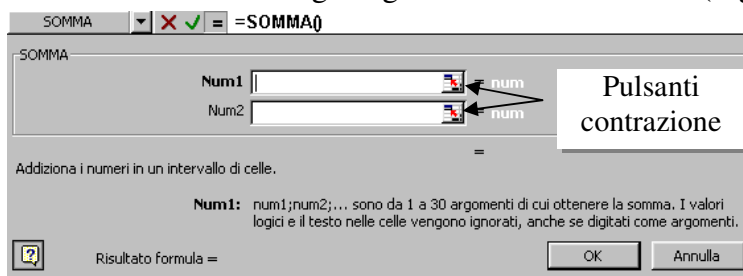 SOMMA = =SOMMA()
SOMMA
Num1 = num
Num2 = num
Pulsanti
contrazione
=
Addiziona i numeri in un intervallo di celle.
Num1: num1;num2;... sono da 1 a 30 argomenti di cui ottenere la somma. I valori
logici e il testo nelle celle vengono ignorati, anche se digitati come argomenti.
? Risultato formula = OK Annulla